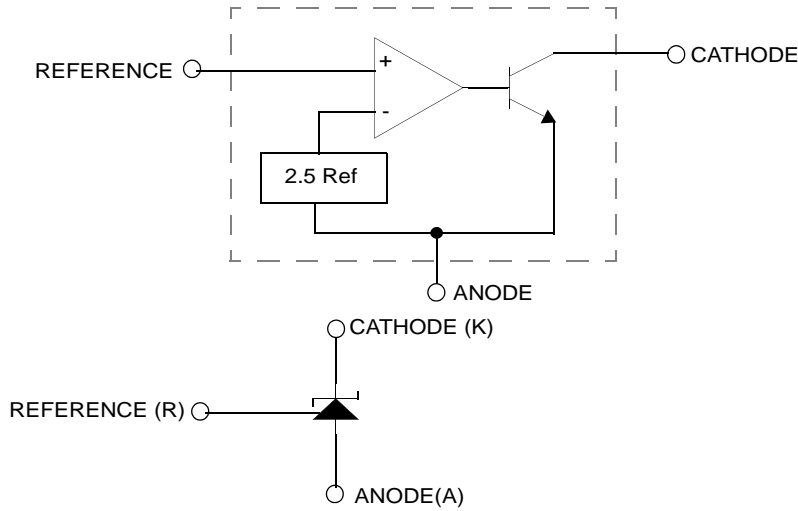 REFERENCE
+
CATHODE
-
2.5 Ref
ANODE
CATHODE (K)
REFERENCE (R)
ANODE(A)